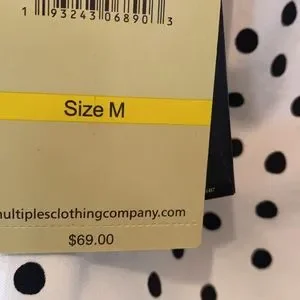 1 93243 06890 3
Size M
multiplesclothingcompany.com
$69.00